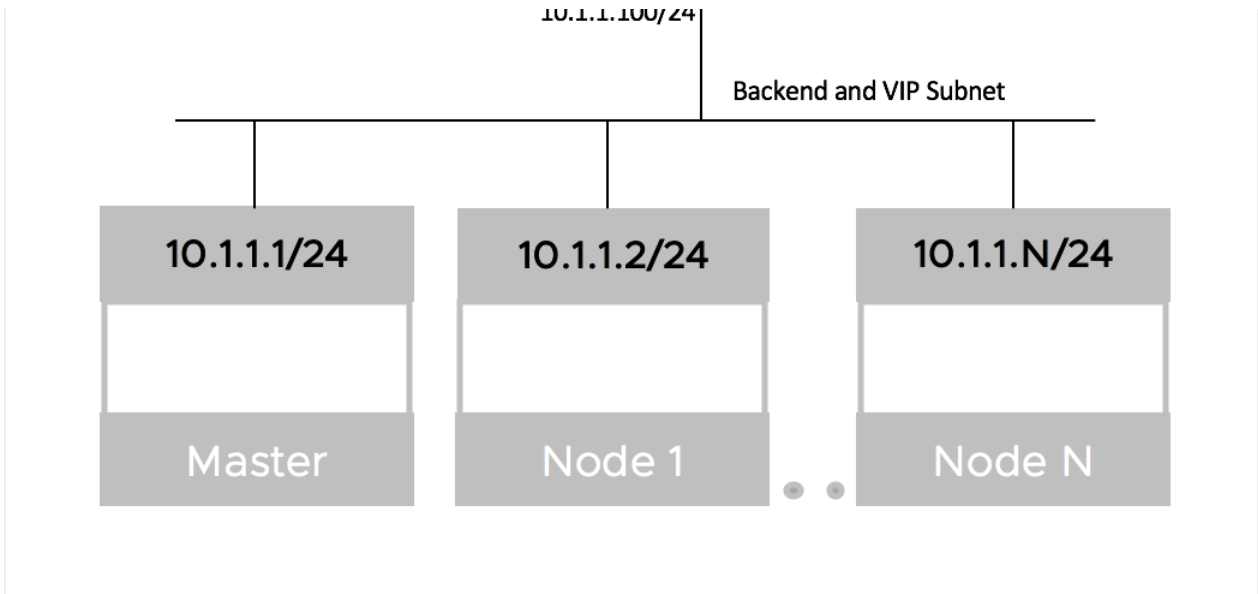 10.1.1.100/24
Backend and VIP Subnet
10.1.1.1/24
10.1.1.2/24
10.1.1.N/24
Master
Node 1
Node N